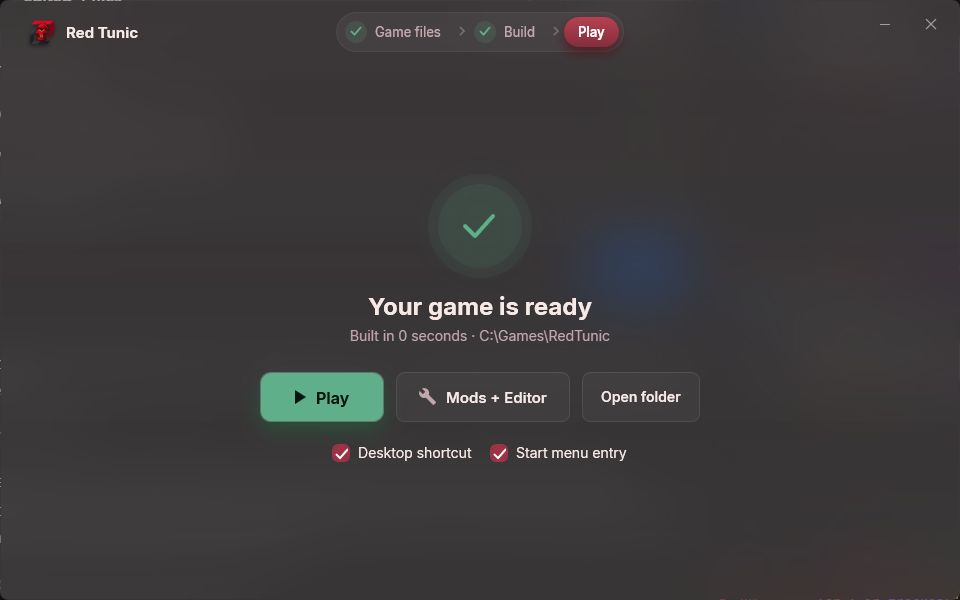 Red Tunic
Game files
Build
Play
Your game is ready
Built in 0 seconds · C:\Games\RedTunic
Play
Mods + Editor
Open folder
Desktop shortcut
Start menu entry